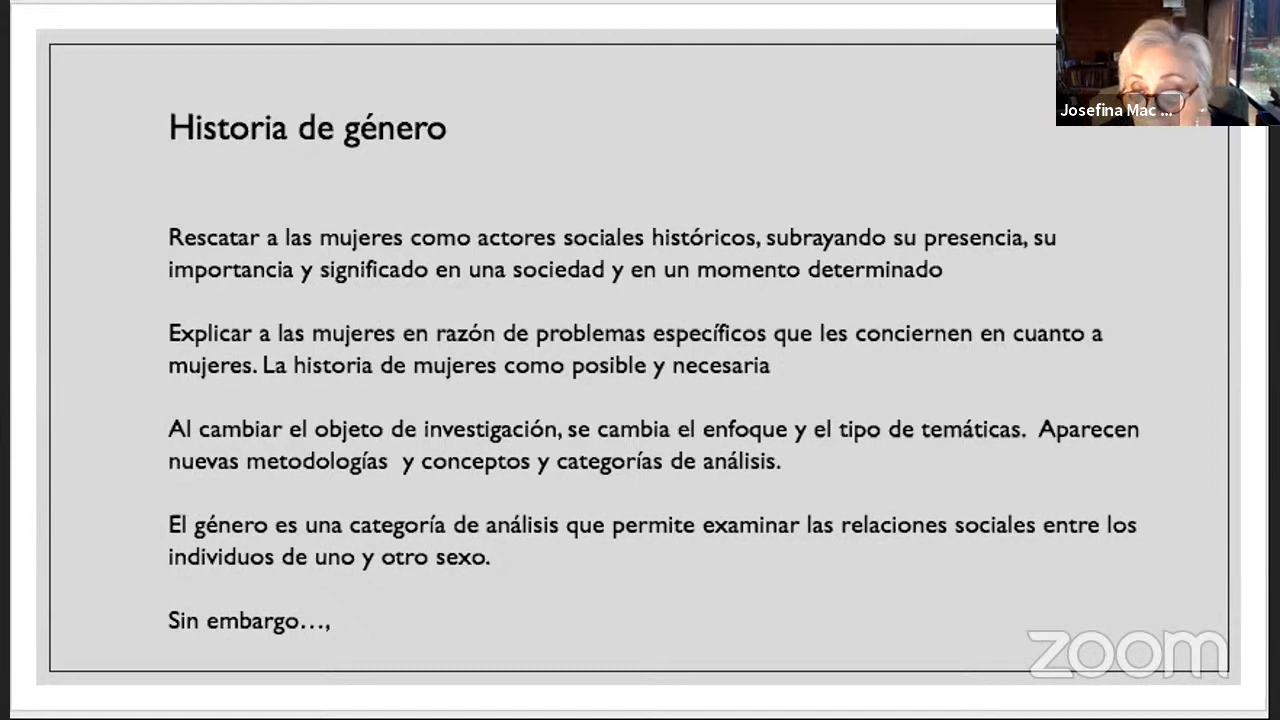 Historia de género
Josefina Mac ...
Rescatar a las mujeres como actores sociales históricos, subrayando su presencia, su
importancia y significado en una sociedad y en un momento determinado
Explicar a las mujeres en razón de problemas específicos que les conciernen en cuanto a
mujeres. La historia de mujeres como posible y necesaria
Al cambiar el objeto de investigación, se cambia el enfoque y el tipo de temáticas.  Aparecen
nuevas metodologías  y conceptos y categorías de análisis.
El género es una categoría de análisis que permite examinar las relaciones sociales entre los
individuos de uno y otro sexo.
Sin embargo…,
zoom